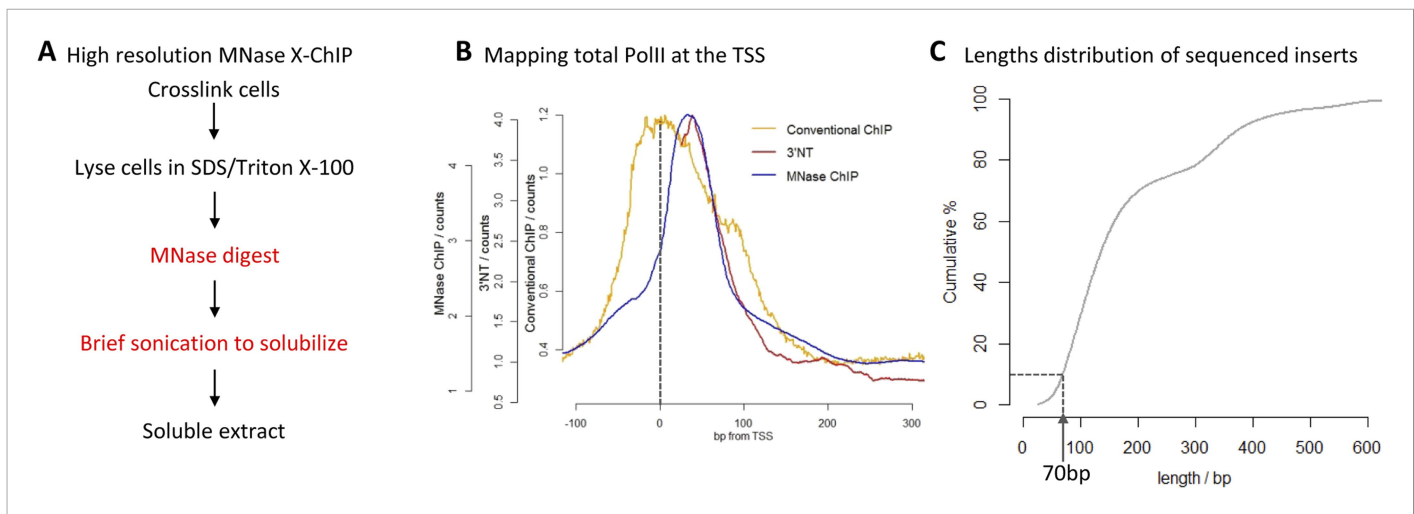 A High resolution MNase X-ChIP
Crosslink cells
Lyse cells in SDS/Triton X-100
MNase digest
Brief sonication to solubilize
Soluble extract
B Mapping total PolII at the TSS
MNase ChIP / counts
1
2
3
4
3'NT / counts
0.5
1.0
1.5
2.0
2.5
3.0
3.5
4.0
Conventional ChIP / counts
0.4
0.6
0.8
1.0
1.2
Conventional ChIP
3'NT
MNase ChIP
-100 0 100 200 300
bp from TSS
C Lengths distribution of sequenced inserts
Cumulative %
0
20
40
60
80
100
0 100 200 300 400 500 600
70bp
length / bp